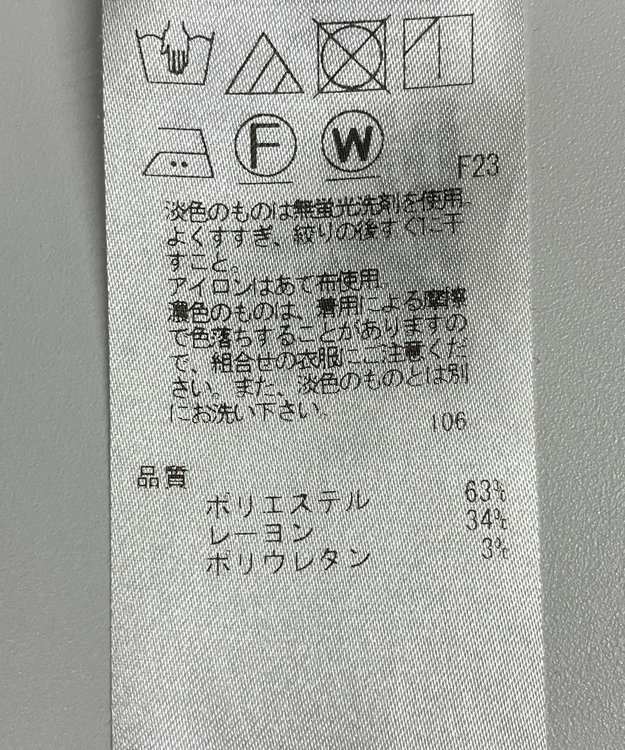 F W
F23
淡色のものは無蛍光洗剤を使用。
よくすすぎ、絞りの後すぐに干
すこと。
アイロンはあて布使用。
濃色のものは、着用による摩擦
で色落ちすることがありますの
で、組合せの衣服にご注意くだ
さい。また、淡色のものとは別
にお洗い下さい。
106
品質
ポリエステル 63%
レーヨン 34%
ポリウレタン 3%